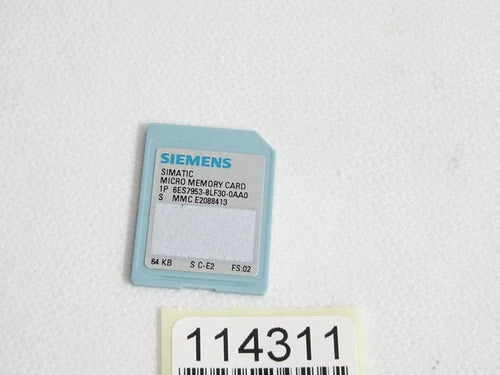 SIEMENS
SIMATIC
MICRO MEMORY CARD
1P 6ES7953-8LF30-0AA0
S MMC E2088413
64 KB S C-E2 FS:02
114311